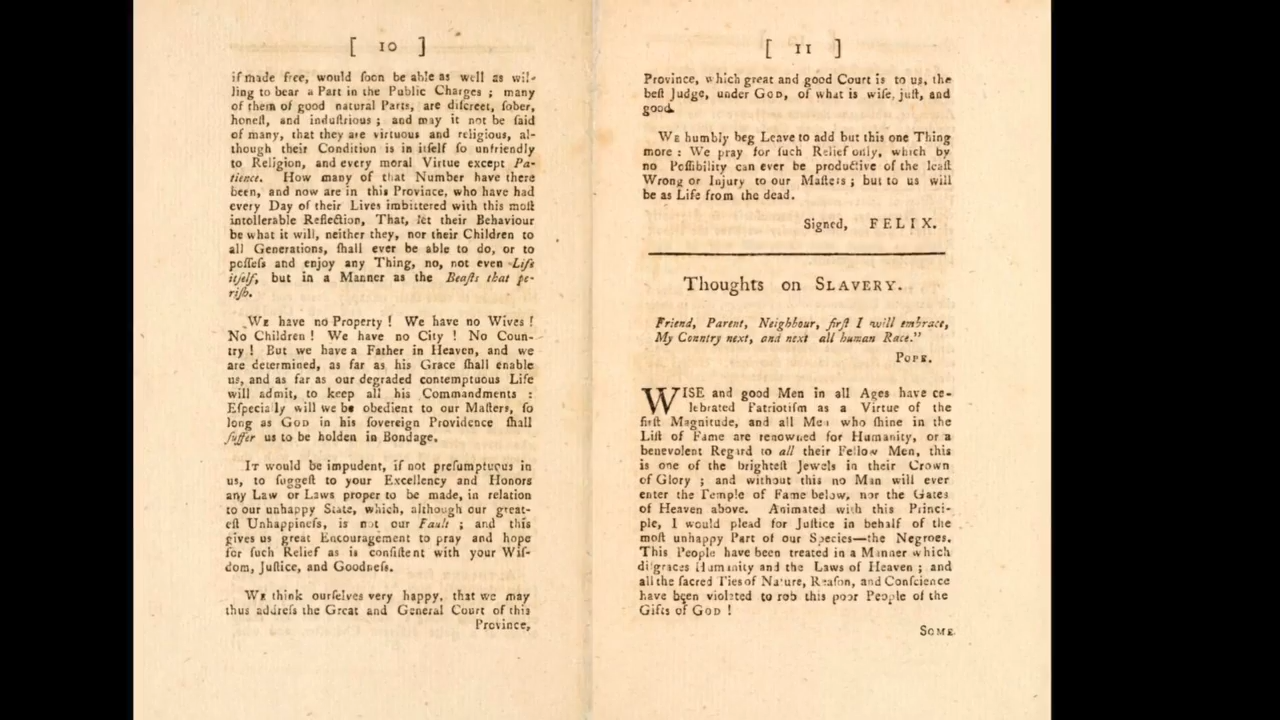 [ 10 ]
if made free, would ſoon be able as well as wil-
ling to bear a Part in the Public Charges ; many
of them of good natural Parts, are diſcreet, ſober,
honeſt, and induſtrious ; and may it not be ſaid
of many, that they are virtuous and religious, al-
though their Condition is in itſelf ſo unfriendly
to Religion, and every moral Virtue except Pa-
tience. How many of that Number have there
been, and now are in this Province, who have had
every Day of their Lives imbittered with this moſt
intollerable Reflection, That, let their Behaviour
be what it will, neither they, nor their Children to
all Generations, ſhall ever be able to do, or to
poſſeſs and enjoy any Thing, no, not even Life
itſelf, but in a Manner as the Beaſts that pe-
riſh.
WE have no Property ! We have no Wives !
No Children ! We have no City ! No Coun-
try ! But we have a Father in Heaven, and we
are determined, as far as his Grace ſhall enable
us, and as far as our degraded contemptuous Life
will admit, to keep all his Commandments :
Eſpecially will we be obedient to our Maſters, ſo
long as GOD in his ſovereign Providence ſhall
ſuffer us to be holden in Bondage.
IT would be impudent, if not preſumptuous in
us, to ſuggeſt to your Excellency and Honors
any Law or Laws proper to be made, in relation
to our unhappy State, which, although our great-
eſt Unhappineſs, is not our Fault ; and this
gives us great Encouragement to pray and hope
for ſuch Relief as is conſiſtent with your Wiſ-
dom, Juſtice, and Goodneſs.
WE think ourſelves very happy, that we may
thus addreſs the Great and General Court of this
Province,
[ 11 ]
Province, which great and good Court is to us, the
beſt Judge, under GOD, of what is wiſe, juſt, and
good.
WE humbly beg Leave to add but this one Thing
more : We pray for ſuch Relief only, which by
no Poſſibility can ever be productive of the leaſt
Wrong or Injury to our Maſters ; but to us will
be as Life from the dead.
Signed, FELIX.
Thoughts on SLAVERY.
Friend, Parent, Neighbour, firſt I will embrace,
My Country next, and next all human Race."
POPE.
WISE and good Men in all Ages have ce-
lebrated Patriotiſm as a Virtue of the
firſt Magnitude, and all Men who ſhine in the
Liſt of Fame are renowned for Humanity, or a
benevolent Regard to all their Fellow Men, this
is one of the brighteſt Jewels in their Crown
of Glory ; and without this no Man will ever
enter the Temple of Fame below, nor the Gates
of Heaven above. Animated with this Princi-
ple, I would plead for Juſtice in behalf of the
moſt unhappy Part of our Species—the Negroes.
This People have been treated in a Manner which
diſgraces Humanity and the Laws of Heaven ; and
all the ſacred Ties of Nature, Reaſon, and Conſcience
have been violated to rob this poor People of the
Gifts of GOD !
SOME